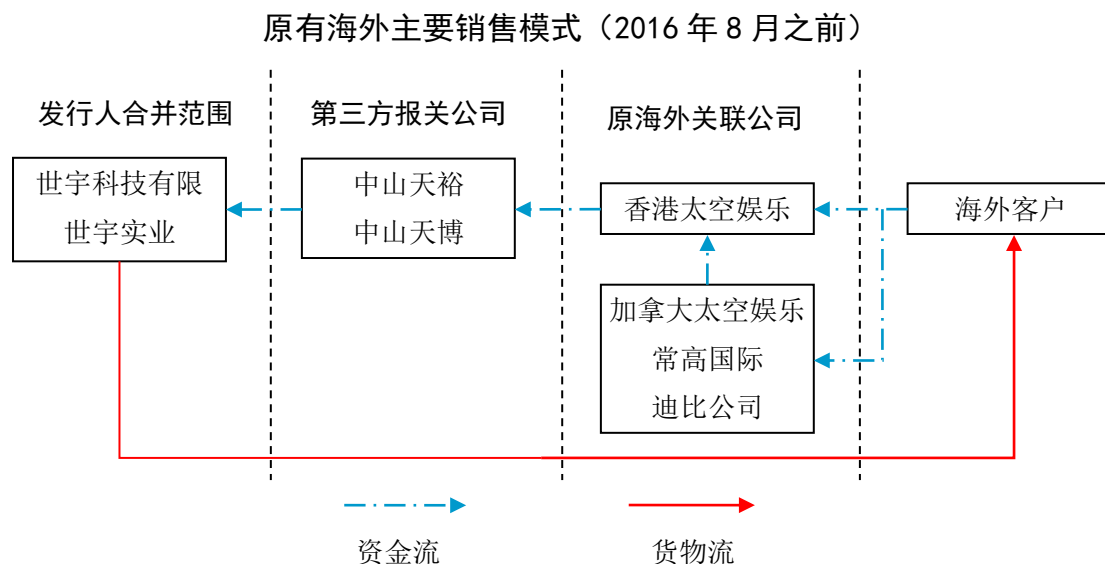 原有海外主要销售模式（2016 年 8 月之前）
发行人合并范围
第三方报关公司
原海外关联公司
世宇科技有限
世宇实业
中山天裕
中山天博
香港太空娱乐
海外客户
加拿大太空娱乐
常高国际
迪比公司
资金流
货物流